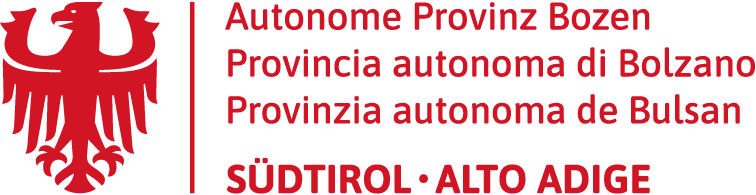 Autonome Provinz Bozen
Provincia autonoma di Bolzano
Provinzia autonoma de Bulsan
SÜDTIROL · ALTO ADIGE